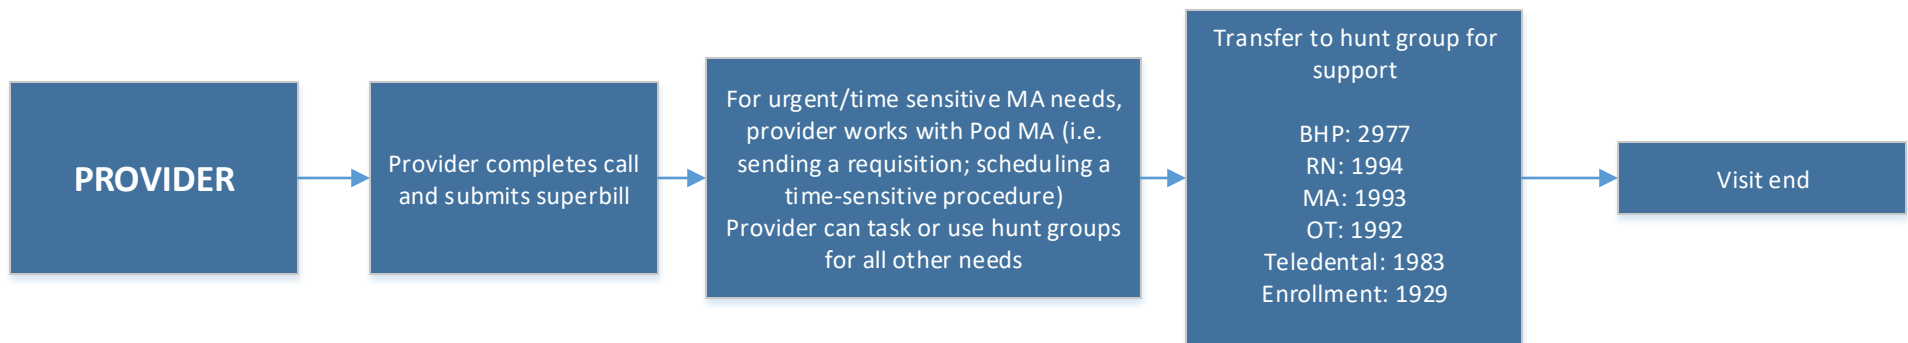 PROVIDER
Provider completes call
and submits superbill
For urgent/time sensitive MA needs,
provider works with Pod MA (i.e.
sending a requisition; scheduling a
time-sensitive procedure)
Provider can task or use hunt groups
for all other needs
Transfer to hunt group for
support
BHP: 2977
RN: 1994
MA: 1993
OT: 1992
Teledental: 1983
Enrollment: 1929
Visit end